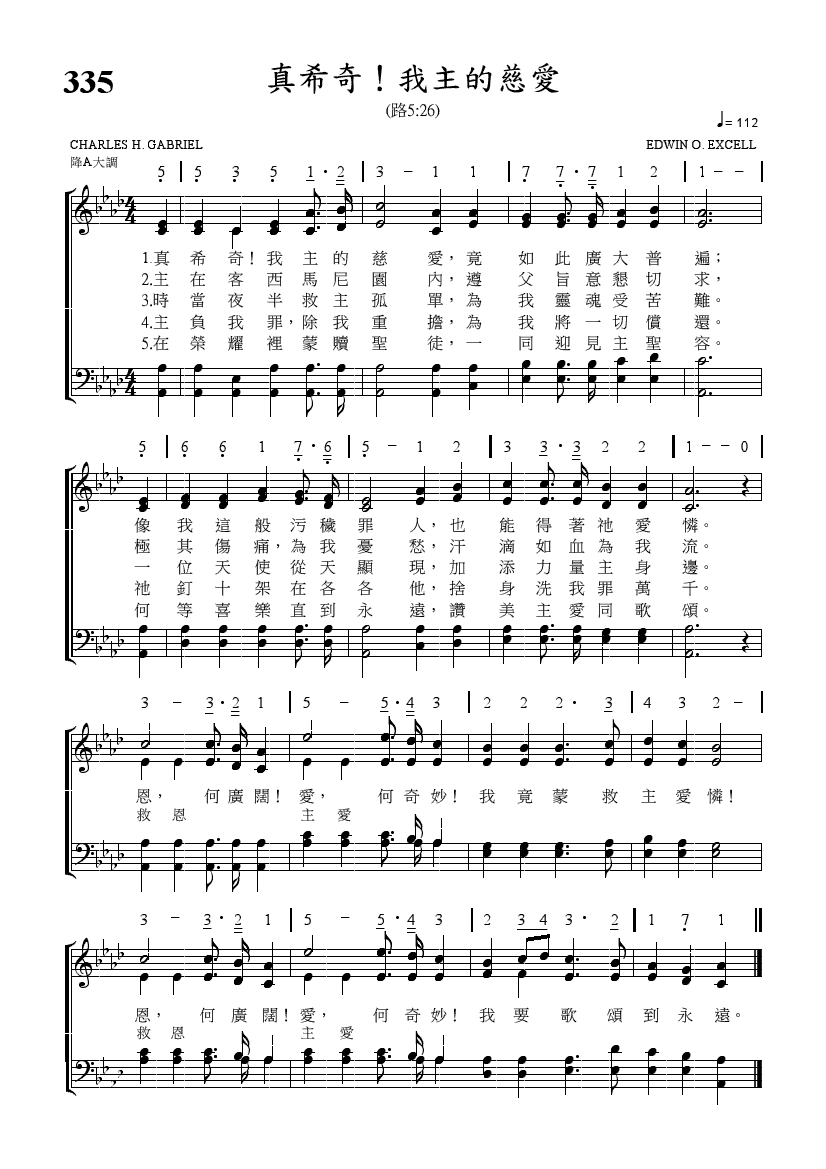 335
真希奇！我主的慈愛
(路5:26)
♩= 112
CHARLES H. GABRIEL
EDWIN O. EXCELL
降A大調
5 | 5 3 5 1·2 | 3 – 1 1 | 7 7·7 1 2 | 1 – – |
1.真希奇！我主的慈愛，竟如此廣大普遍；
2.主在客西馬尼園內，遵父旨意懇切求，
3.時當夜半救主孤單，為我靈魂受苦難。
4.主負我罪，除我重擔，為我將一切償還。
5.在榮耀裡蒙贖聖徒，一同迎見主聖容。
5 | 6 6 1 7·6 | 5 – 1 2 | 3 3·3 2 2 | 1 – – 0 |
像我這般污穢罪人，也能得著祂愛憐。
極其傷痛，為我憂愁，汗滴如血為我流。
一位天使從天顯現，加添力量主身邊。
祂釘十架在各各他，捨身洗我罪萬千。
何等喜樂直到永遠，讚美主愛同歌頌。
3 – 3·2 1 | 5 – 5·4 3 | 2 2 2· 3 | 4 3 2 – |
恩，何廣闊！愛，何奇妙！我竟蒙救主愛憐！
救恩 主愛
3 – 3·2 1 | 5 – 5·4 3 | 2 3 4 3· 2 | 1 7 1 ‖
恩，何廣闊！愛，何奇妙！我要歌頌到永遠。
救恩 主愛